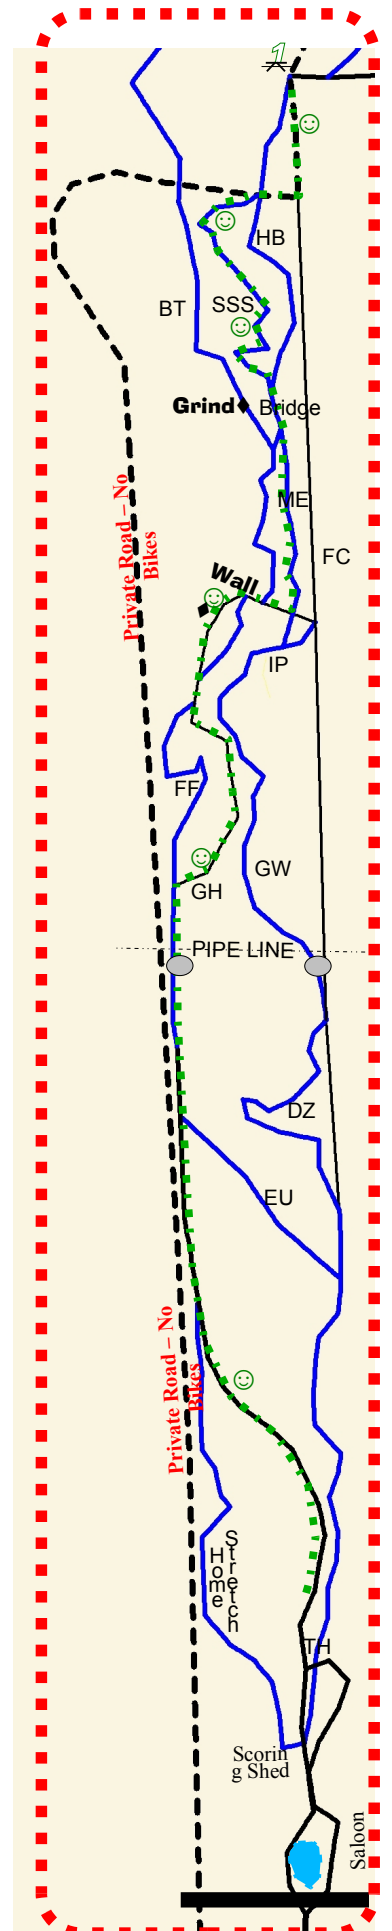 1
HB
SSS
BT
Grind
Bridge
Private Road – No
Bikes
ME
FC
Wall
IP
FF
GW
GH
PIPE LINE
DZ
EU
Private Road – No
Bikes
Home
Stretch
TH
Scorin
g Shed
Saloon